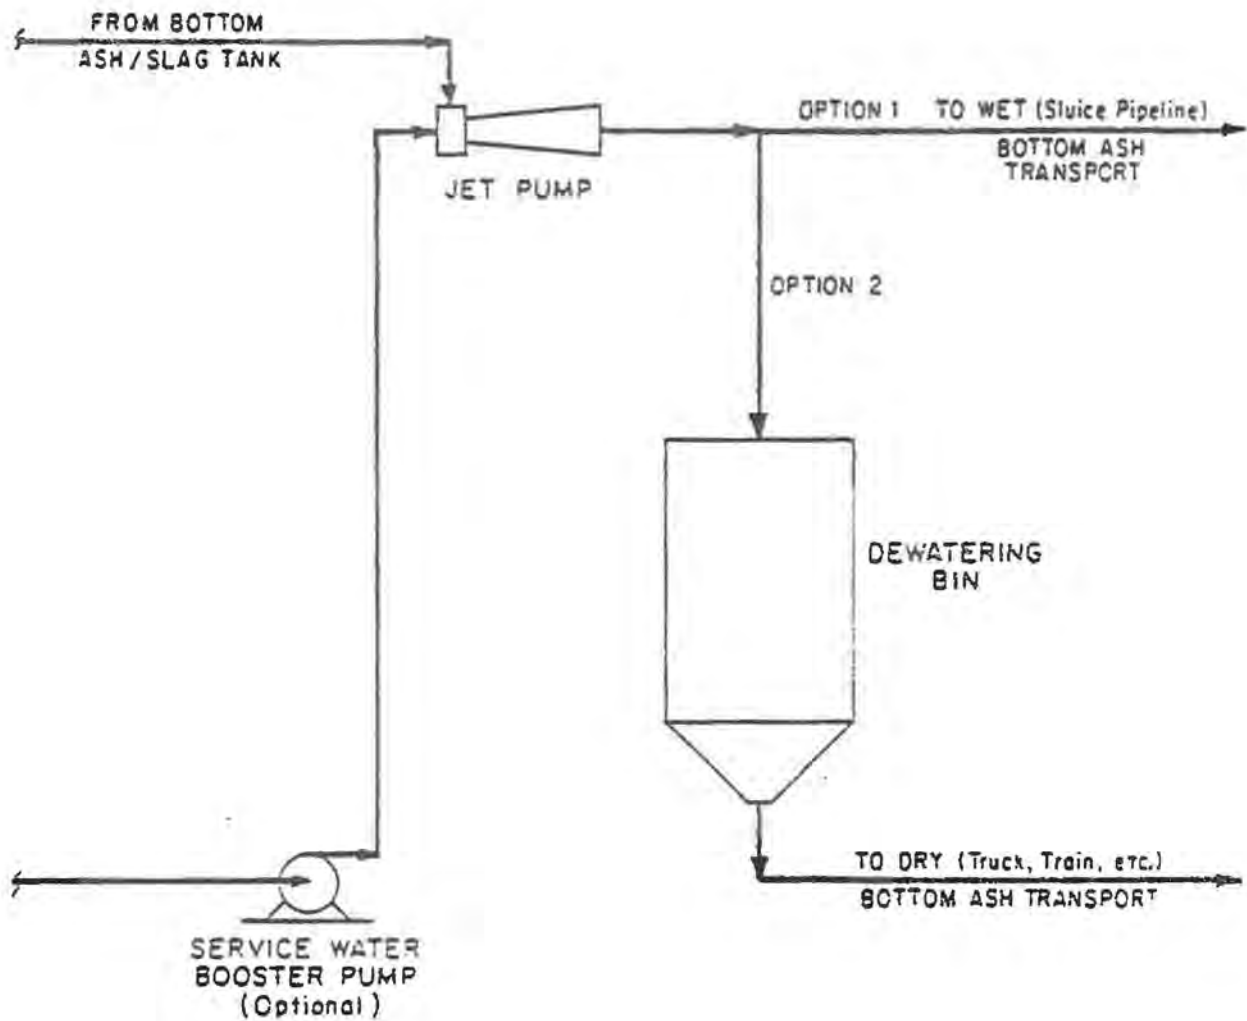 FROM BOTTOM
ASH/SLAG TANK
OPTION 1 TO WET (Sluice Pipeline)
BOTTOM ASH
TRANSPORT
JET PUMP
OPTION 2
DEWATERING
BIN
TO DRY (Truck, Train, etc.)
BOTTOM ASH TRANSPORT
SERVICE WATER
BOOSTER PUMP
(Optional)